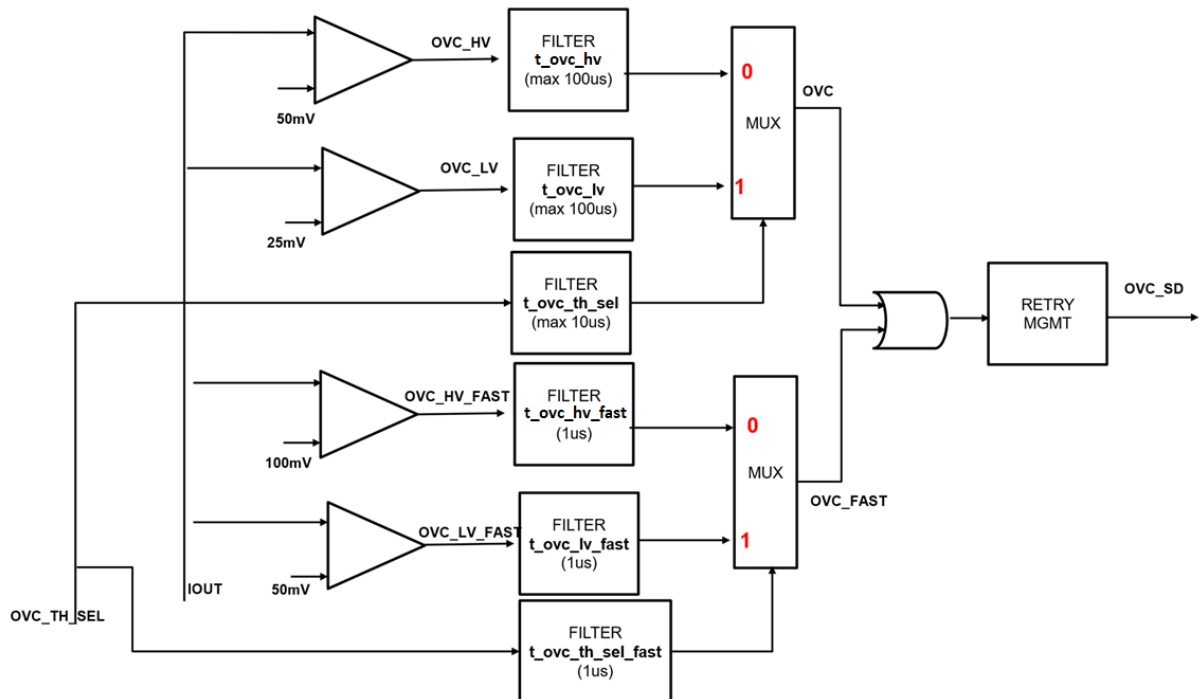 OVC_HV
FILTER
t_ovc_hv
(max 100us)
50mV
0
MUX
1
OVC
OVC_LV
FILTER
t_ovc_lv
(max 100us)
25mV
FILTER
t_ovc_th_sel
(max 10us)
RETRY
MGMT
OVC_SD
OVC_HV_FAST
FILTER
t_ovc_hv_fast
(1us)
100mV
0
MUX
1
OVC_FAST
OVC_LV_FAST
FILTER
t_ovc_lv_fast
(1us)
50mV
IOUT
OVC_TH_SEL
FILTER
t_ovc_th_sel_fast
(1us)